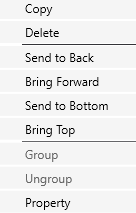 Copy
Delete
Send to Back
Bring Forward
Send to Bottom
Bring Top
Group
Ungroup
Property